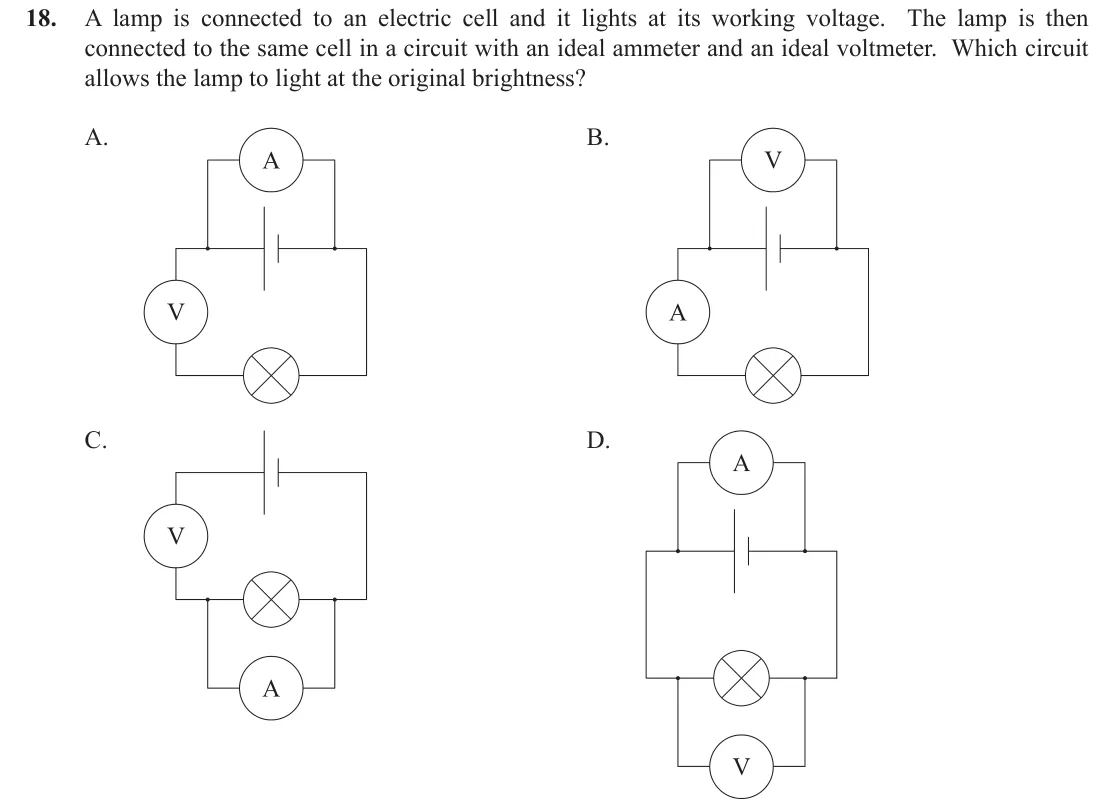 18. A lamp is connected to an electric cell and it lights at its working voltage. The lamp is then
connected to the same cell in a circuit with an ideal ammeter and an ideal voltmeter. Which circuit
allows the lamp to light at the original brightness?
A.
B.
A
V
V
A
C.
D.
A
V
A
V